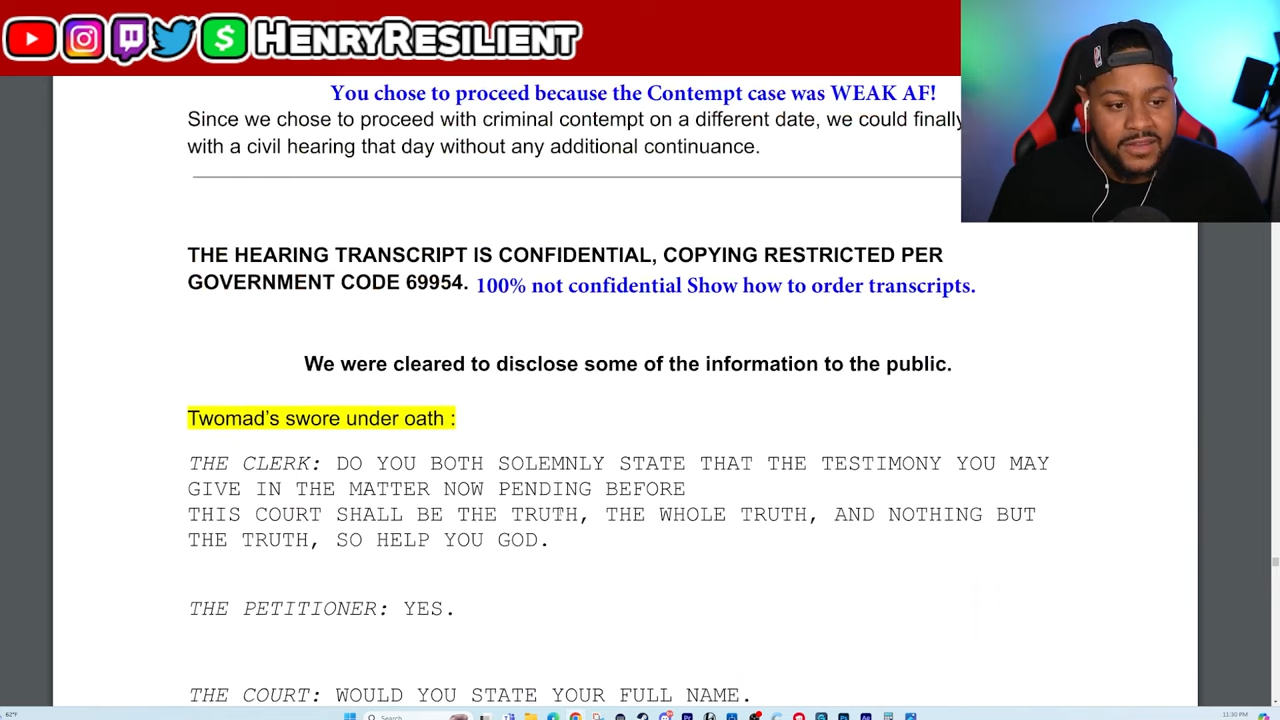 HENRYRESILIENT
You chose to proceed because the Contempt case was WEAK AF!
Since we chose to proceed with criminal contempt on a different date, we could finally
with a civil hearing that day without any additional continuance.
THE HEARING TRANSCRIPT IS CONFIDENTIAL, COPYING RESTRICTED PER
GOVERNMENT CODE 69954. 100% not confidential Show how to order transcripts.
We were cleared to disclose some of the information to the public.
Twomad's swore under oath :
THE CLERK: DO YOU BOTH SOLEMNLY STATE THAT THE TESTIMONY YOU MAY
GIVE IN THE MATTER NOW PENDING BEFORE
THIS COURT SHALL BE THE TRUTH, THE WHOLE TRUTH, AND NOTHING BUT
THE TRUTH, SO HELP YOU GOD.
THE PETITIONER: YES.
THE COURT: WOULD YOU STATE YOUR FULL NAME.
62°F
Search
11:30 PM